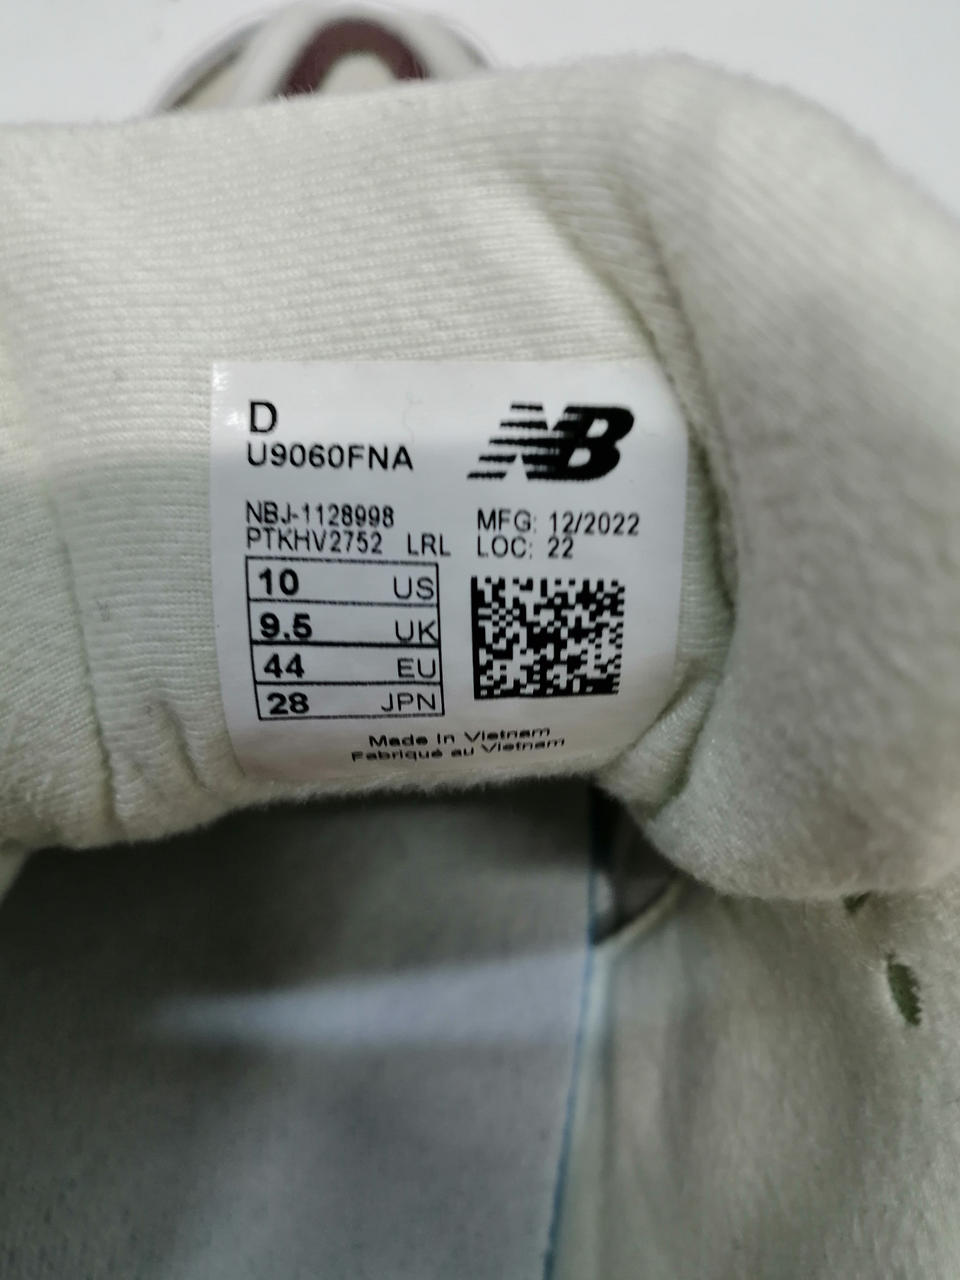 D
U9060FNA
NB
NBJ-1128998
PTKHV2752 LRL
MFG: 12/2022
LOC: 22
10 US
9.5 UK
44 EU
28 JPN
Made In Vietnam
Fabriqué au Vietnam